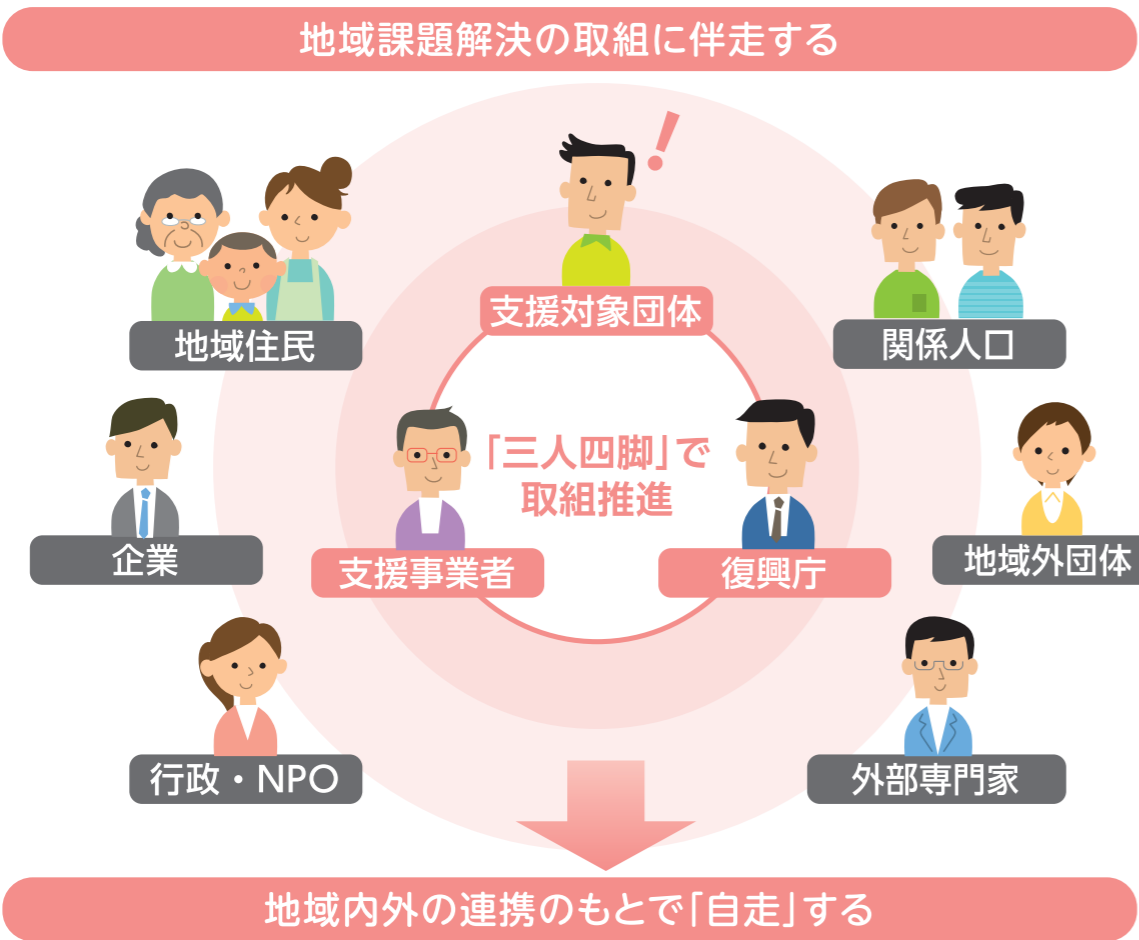 地域課題解決の取組に伴走する
!
支援対象団体
地域住民
関係人口
「三人四脚」で
取組推進
企業
支援事業者
復興庁
地域外団体
行政・NPO
外部専門家
地域内外の連携のもとで「自走」する